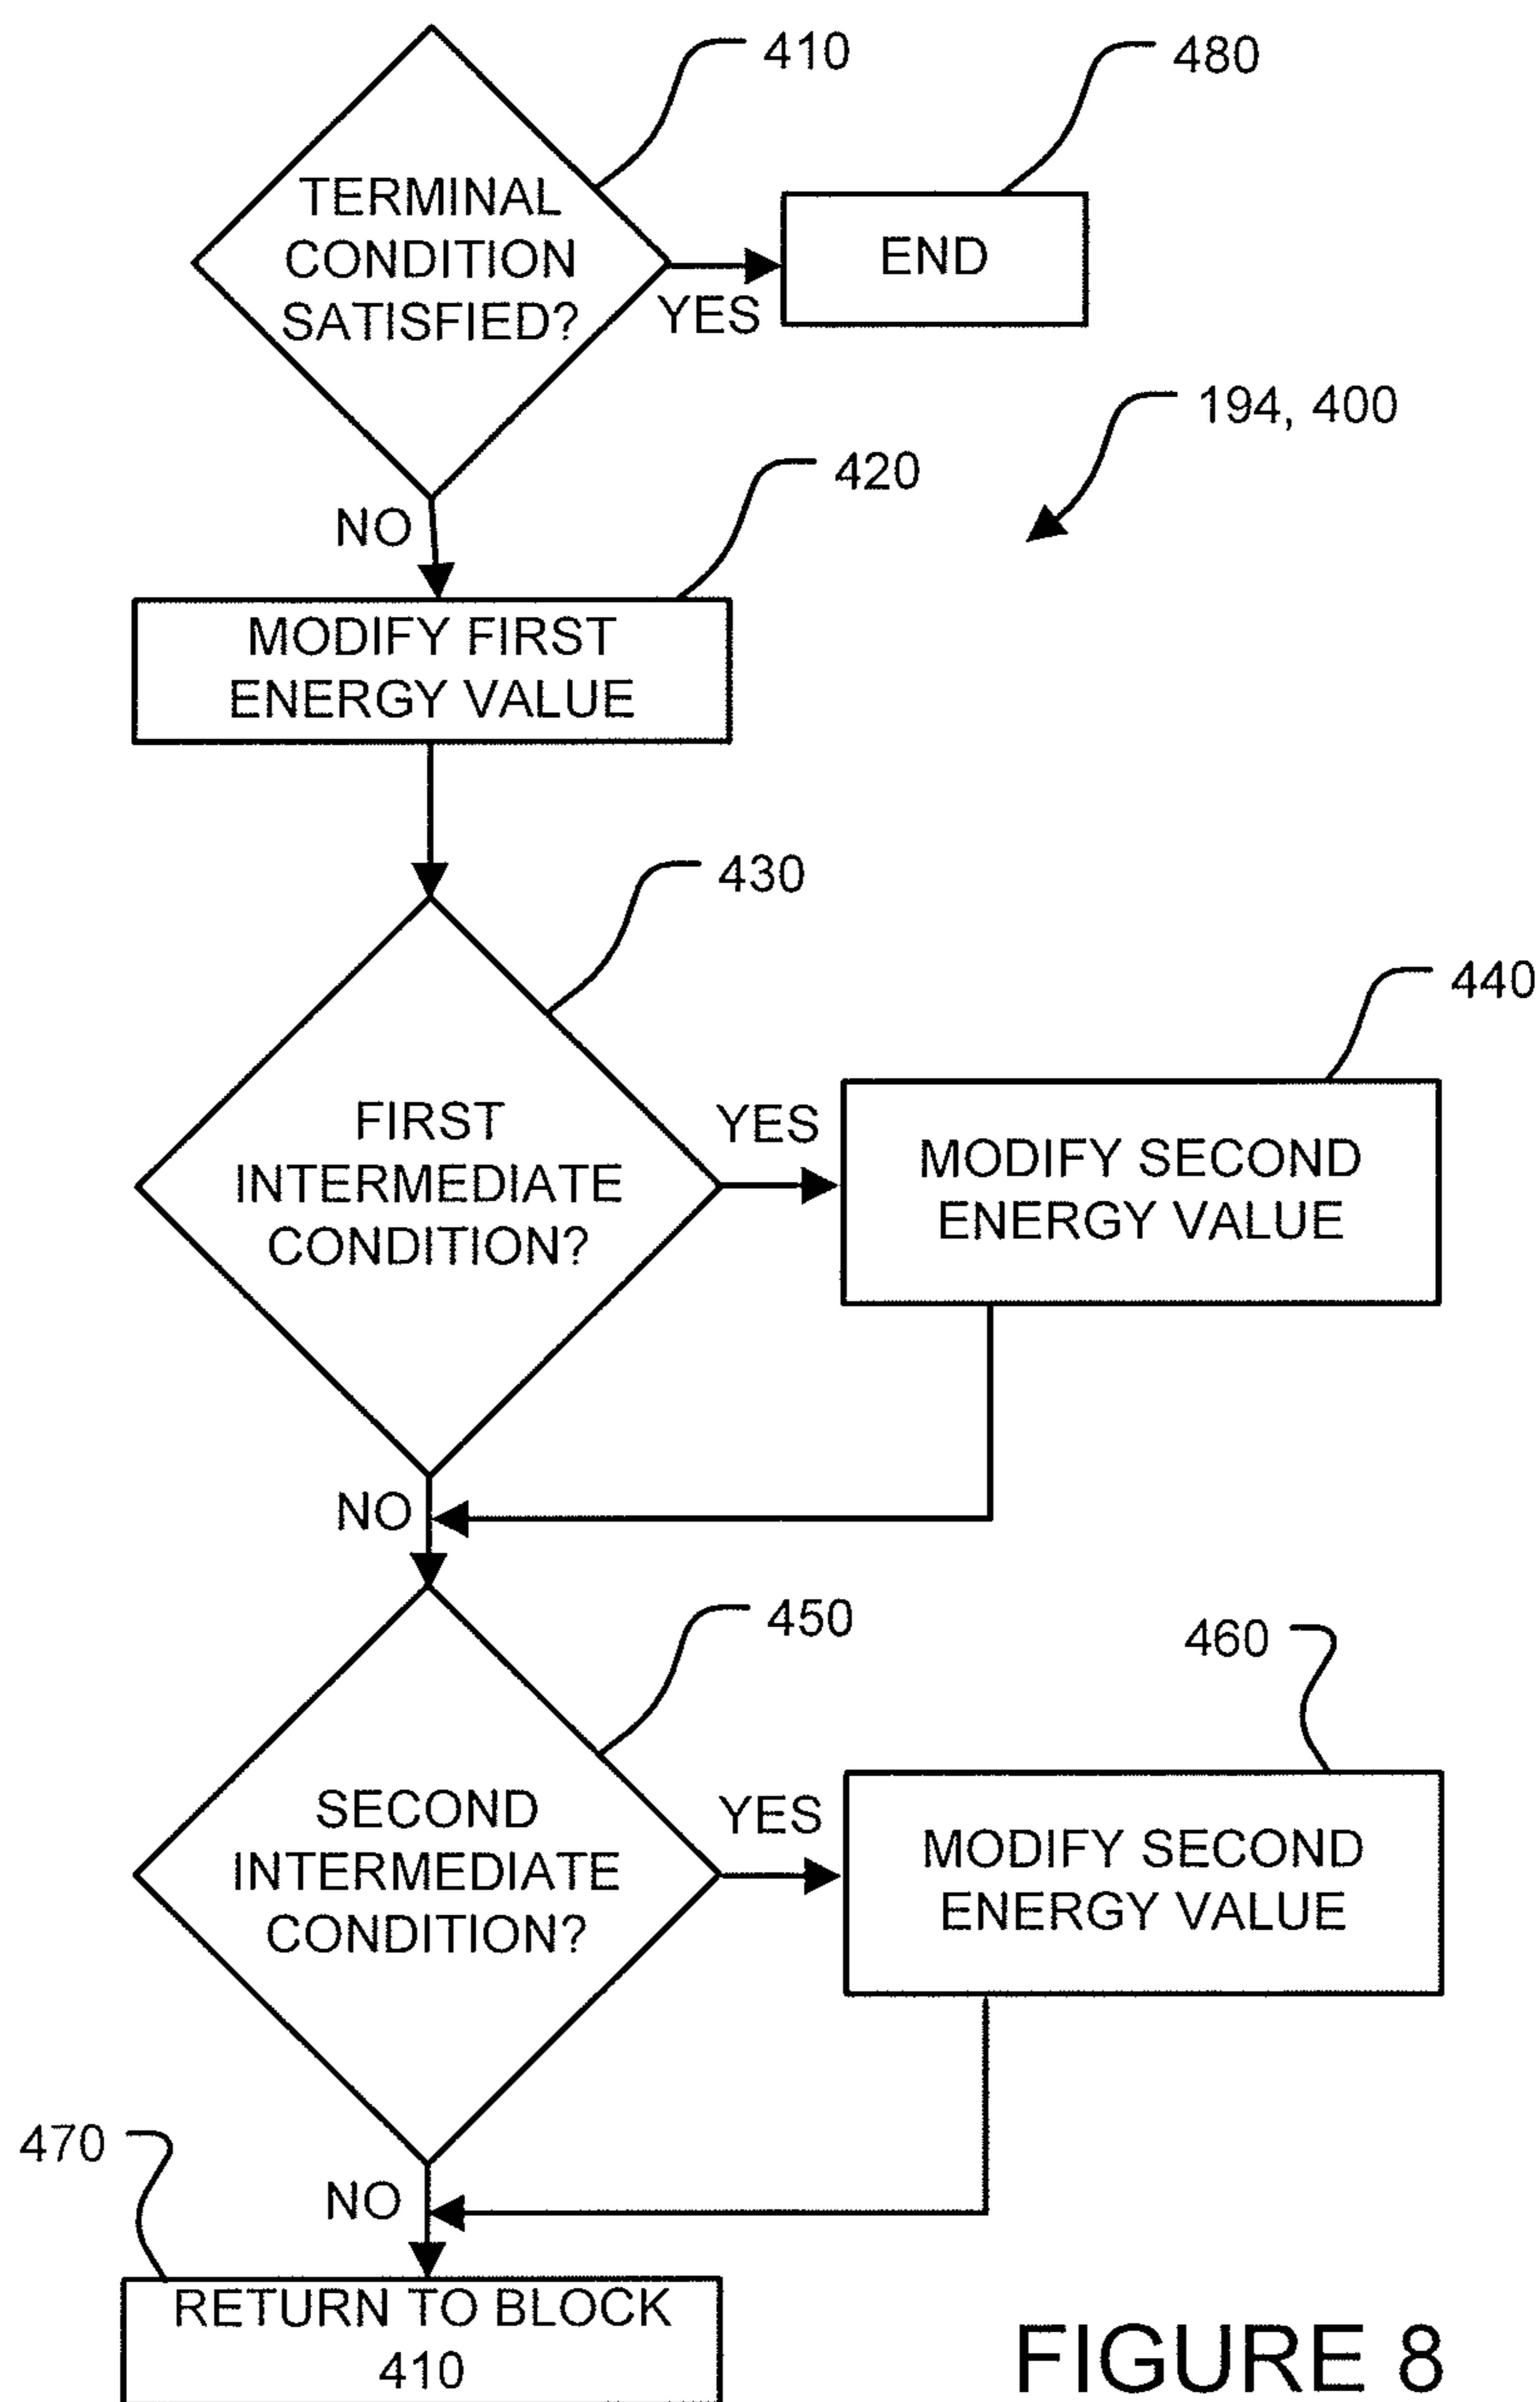 410
480
TERMINAL
CONDITION
SATISFIED?
END
YES
194, 400
420
NO
MODIFY FIRST
ENERGY VALUE
430
440
FIRST
INTERMEDIATE
CONDITION?
YES
MODIFY SECOND
ENERGY VALUE
NO
450
460
SECOND
INTERMEDIATE
CONDITION?
YES
MODIFY SECOND
ENERGY VALUE
470
NO
RETURN TO BLOCK
410
FIGURE 8